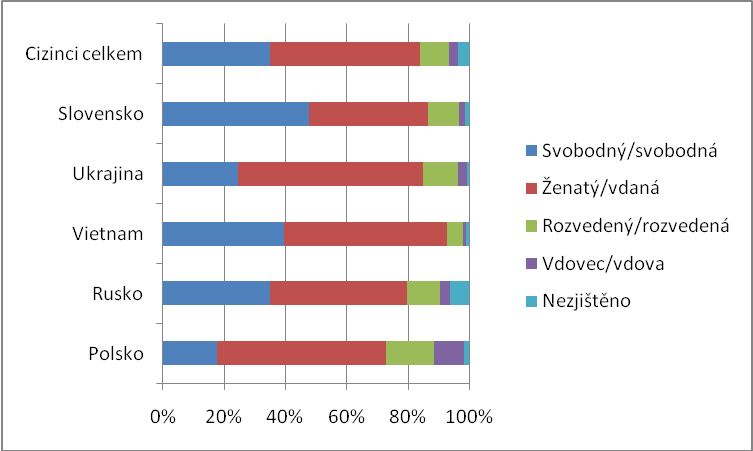 Cizinci celkem
Slovensko
Ukrajina
Vietnam
Rusko
Polsko
0% 20% 40% 60% 80% 100%
Svobodný/svobodná
Ženatý/vdaná
Rozvedený/rozvedená
Vdovec/vdova
Nezjištěno